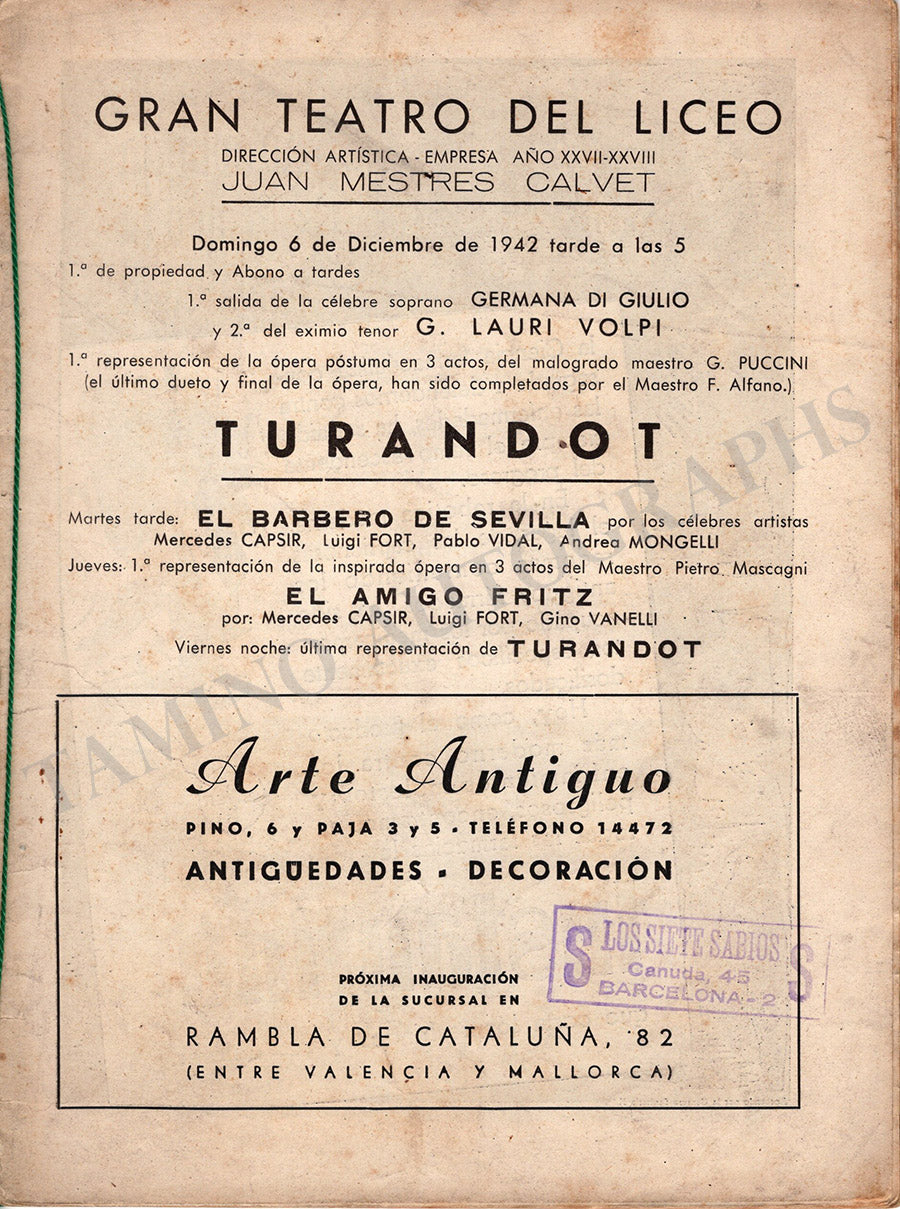 GRAN TEATRO DEL LICEO
DIRECCIÓN ARTÍSTICA - EMPRESA AÑO XXVII-XXVIII
JUAN MESTRES CALVET
Domingo 6 de Diciembre de 1942 tarde a las 5
1.ª de propiedad y Abono a tardes
1.ª salida de la célebre soprano GERMANA DI GIULIO
y 2.ª del eximio tenor G. LAURI VOLPI
1.ª representación de la ópera póstuma en 3 actos, del malogrado maestro G. PUCCINI
(el último dueto y final de la ópera, han sido completados por el Maestro F. Alfano.)
TURANDOT
Martes tarde: EL BARBERO DE SEVILLA por los célebres artistas
Mercedes CAPSIR, Luigi FORT, Pablo VIDAL, Andrea MONGELLI
Jueves: 1.ª representación de la inspirada ópera en 3 actos del Maestro Pietro Mascagni
EL AMIGO FRITZ
por: Mercedes CAPSIR, Luigi FORT, Gino VANELLI
Viernes noche: última representación de TURANDOT
TAMINO AUTOGRAPHS
Arte Antiguo
PINO, 6 y PAJA 3 y 5 - TELÉFONO 14472
ANTIGÜEDADES - DECORACIÓN
S LOS SIETE SABIOS S
Canuda, 45
BARCELONA - 2
PRÓXIMA INAUGURACIÓN
DE LA SUCURSAL EN
RAMBLA DE CATALUÑA, 82
(ENTRE VALENCIA Y MALLORCA)